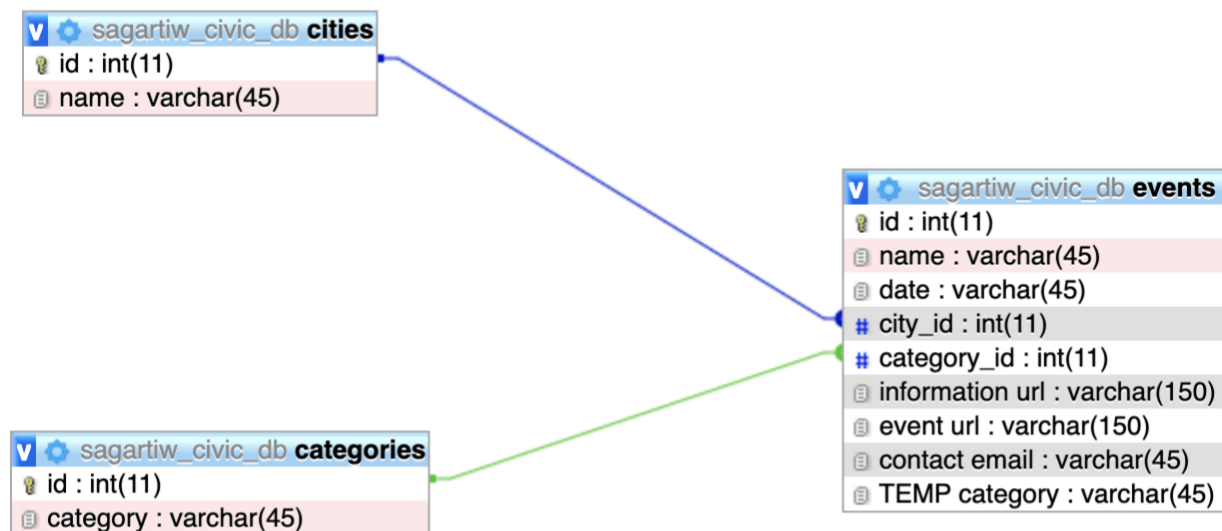 v sagartiw_civic_db cities
id : int(11)
name : varchar(45)
v sagartiw_civic_db events
id : int(11)
name : varchar(45)
date : varchar(45)
# city_id : int(11)
# category_id : int(11)
information url : varchar(150)
event url : varchar(150)
contact email : varchar(45)
TEMP category : varchar(45)
v sagartiw_civic_db categories
id : int(11)
category : varchar(45)